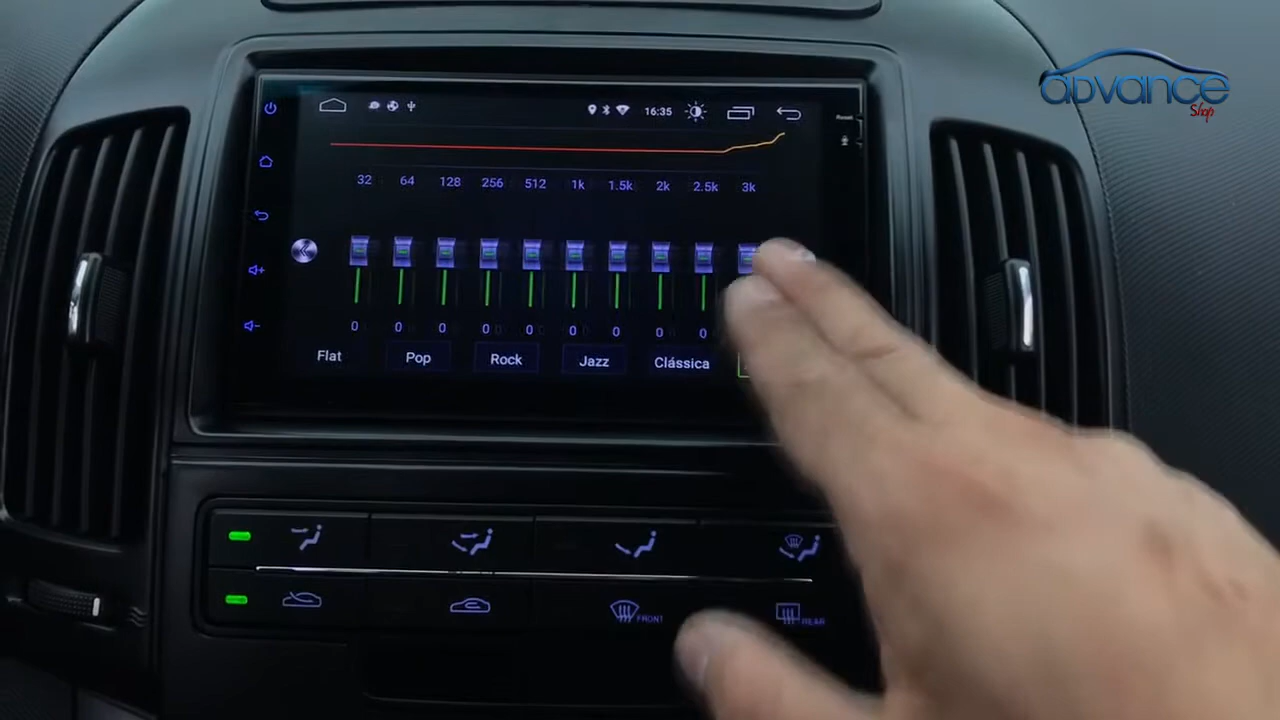 ADVANCE
Shop
16:35
Reset
32 64 128 256 512 1k 1.5k 2k 2.5k 3k
0 0 0 0 0 0 0 0 0
Flat Pop Rock Jazz Clássica
FRONT
REAR